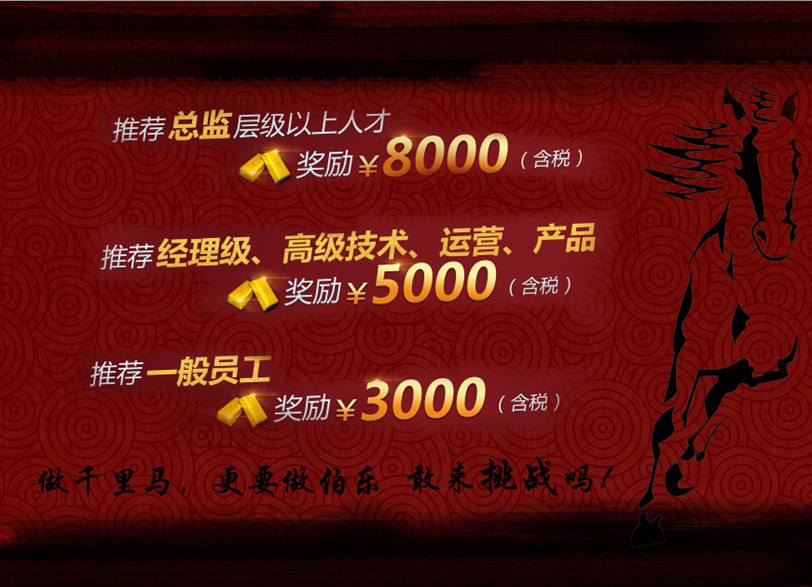 推荐总监层级以上人才
奖励¥8000（含税）
推荐经理级、高级技术、运营、产品
奖励¥5000（含税）
推荐一般员工
奖励¥3000（含税）
做千里马，更要做伯乐 敢来挑战吗！